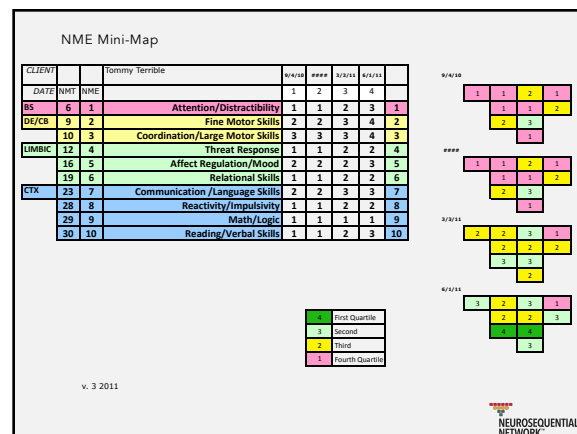 NME Mini-Map
CLIENT Tommy Terrible 9/4/10 #### 3/3/11 6/1/11
DATE NMT NME 1 2 3 4
BS 6 1 Attention/Distractibility 1 1 2 3 1
DE/CB 9 2 Fine Motor Skills 2 2 3 4 2
10 3 Coordination/Large Motor Skills 3 3 3 4 3
LIMBIC 12 4 Threat Response 1 1 2 2 4
16 5 Affect Regulation/Mood 2 2 2 3 5
19 6 Relational Skills 1 1 2 2 6
CTX 23 7 Communication /Language Skills 2 2 3 3 7
28 8 Reactivity/Impulsivity 1 1 2 2 8
29 9 Math/Logic 1 1 1 1 9
30 10 Reading/Verbal Skills 1 1 2 3 10
9/4/10
1 1 2 1
1 1 2
2 3
1
####
1 1 2 1
1 1 2
2 3
1
3/3/11
2 2 3 1
2 2 2
3 3
2
6/1/11
3 2 3 1
2 2 3
4 4
3
4 First Quartile
3 Second
2 Third
1 Fourth Quartile
v. 3 2011
NEUROSEQUENTIAL
NETWORK™